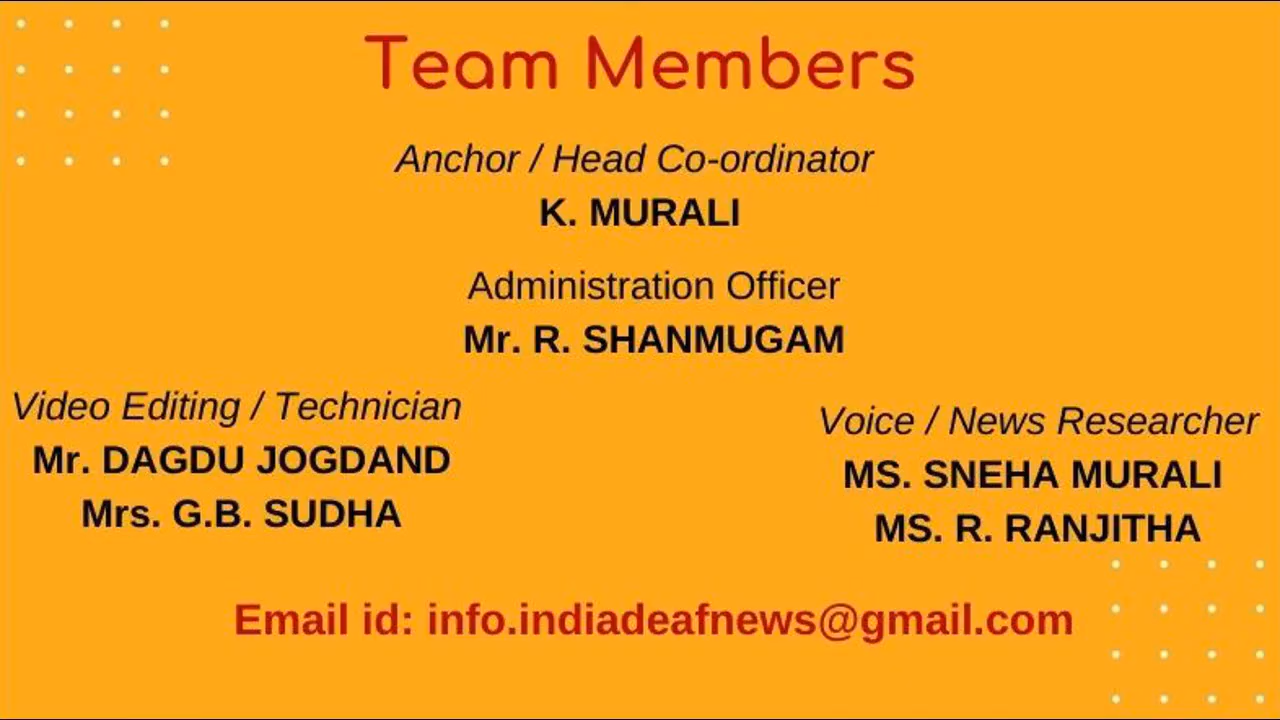 Team Members
Anchor / Head Co-ordinator
K. MURALI
Administration Officer
Mr. R. SHANMUGAM
Video Editing / Technician
Mr. DAGDU JOGDAND
Mrs. G.B. SUDHA
Voice / News Researcher
MS. SNEHA MURALI
MS. R. RANJITHA
Email id: info.indiadeafnews@gmail.com